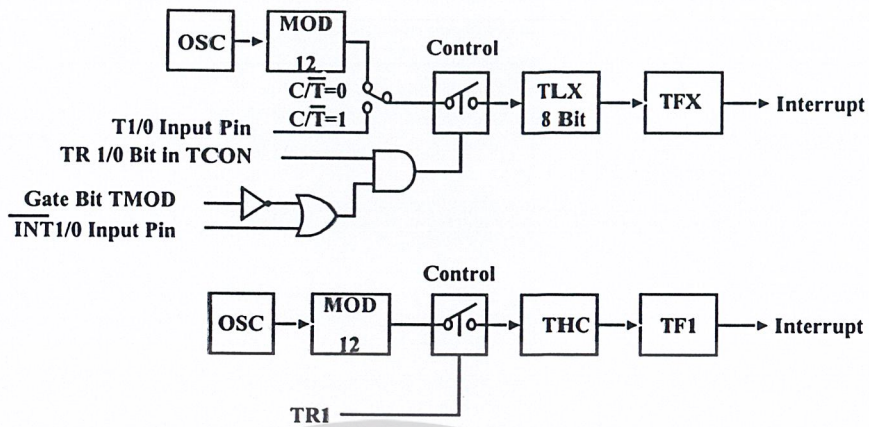 OSC
MOD
12
Control
C/T̅=0
C/T̅=1
TLX
8 Bit
TFX
Interrupt
T1/0 Input Pin
TR 1/0 Bit in TCON
Gate Bit TMOD
I̅N̅T̅1/0 Input Pin
Control
OSC
MOD
12
THC
TF1
Interrupt
TR1